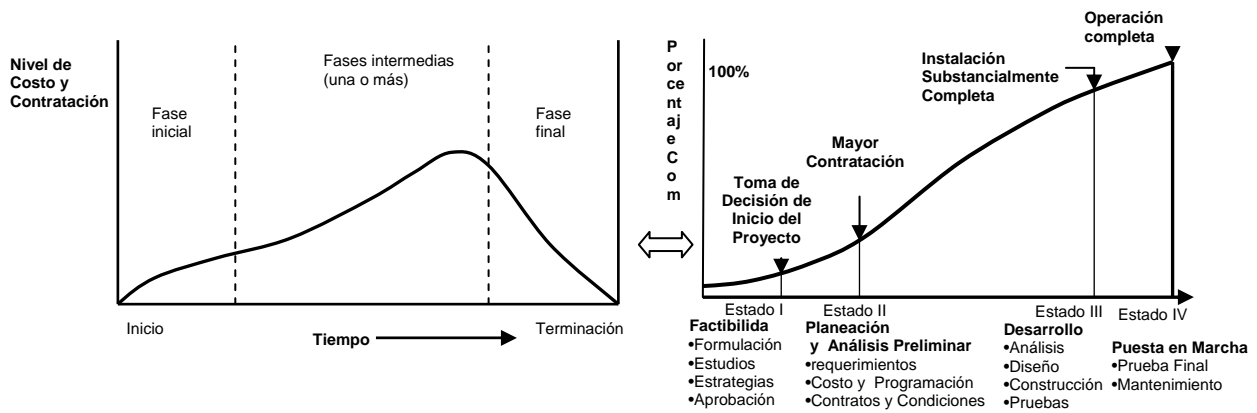 Nivel de
Costo y
Contratación
Fase
inicial
Fases intermedias
(una o más)
Fase
final
Inicio
Tiempo
Terminación
P
o
rc
e
nt
aj
e
C
o
m
100%
Toma de
Decisión de
Inicio del
Proyecto
Mayor
Contratación
Instalación
Substancialmente
Completa
Operación
completa
Estado I
Estado II
Estado III
Estado IV
Factibilida
•Formulación
•Estudios
•Estrategias
•Aprobación
Planeación
y Análisis Preliminar
•requerimientos
•Costo y Programación
•Contratos y Condiciones
Desarrollo
•Análisis
•Diseño
•Construcción
•Pruebas
Puesta en Marcha
•Prueba Final
•Mantenimiento